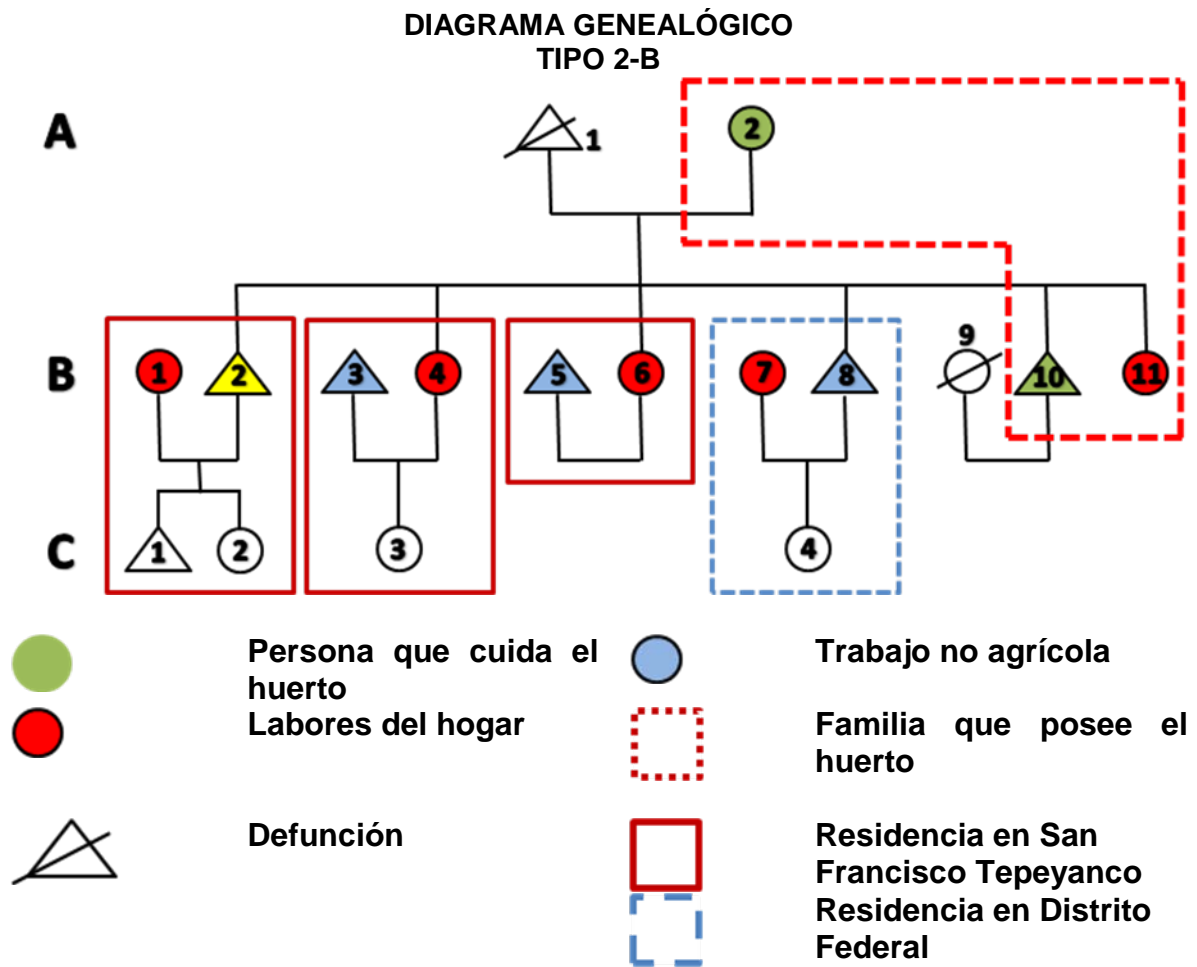 DIAGRAMA GENEALÓGICO
TIPO 2-B
A
1
2
9
B
1
2
3
4
5
6
7
8
10
11
C
1
2
3
4
Persona que cuida el
huerto
Trabajo no agrícola
Labores del hogar
Familia que posee el
huerto
Defunción
Residencia en San
Francisco Tepeyanco
Residencia en Distrito
Federal